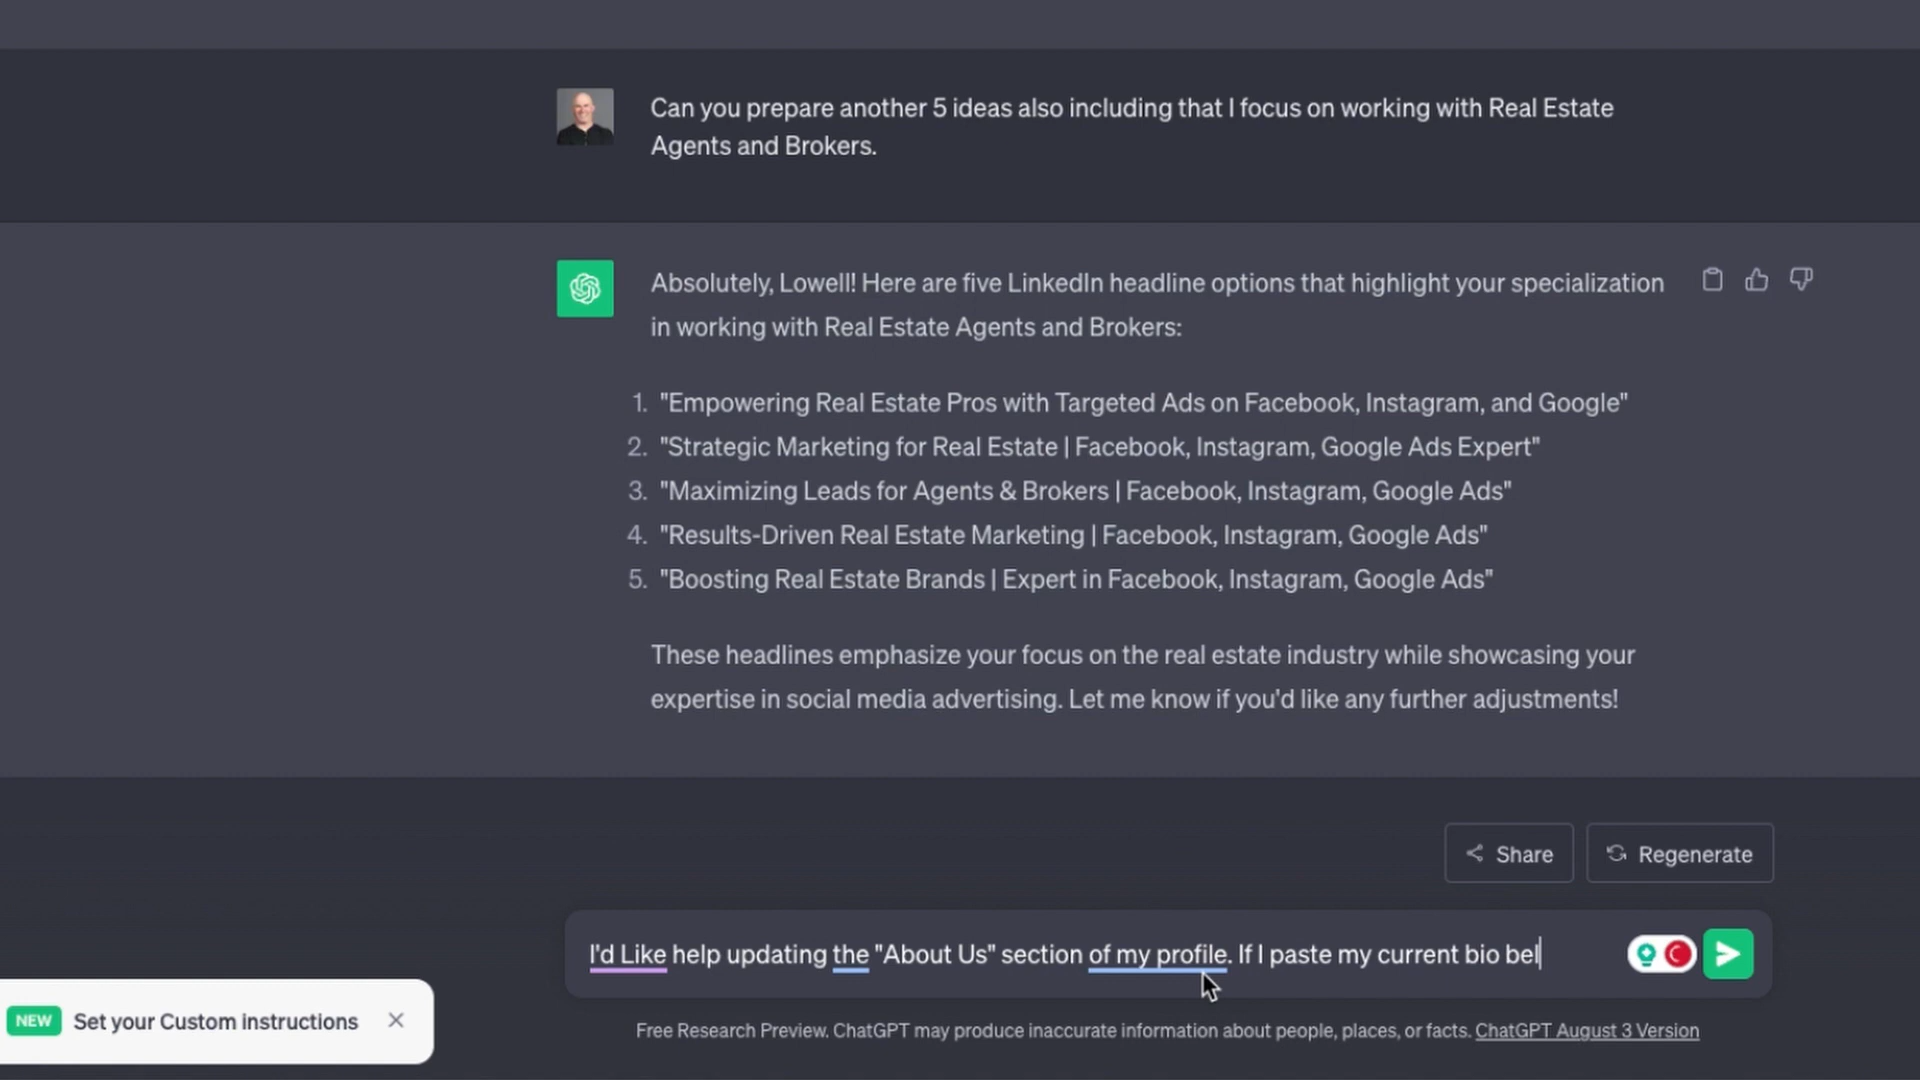 Can you prepare another 5 ideas also including that I focus on working with Real Estate
Agents and Brokers.
Absolutely, Lowell! Here are five LinkedIn headline options that highlight your specialization
in working with Real Estate Agents and Brokers:
1. "Empowering Real Estate Pros with Targeted Ads on Facebook, Instagram, and Google"
2. "Strategic Marketing for Real Estate | Facebook, Instagram, Google Ads Expert"
3. "Maximizing Leads for Agents & Brokers | Facebook, Instagram, Google Ads"
4. "Results-Driven Real Estate Marketing | Facebook, Instagram, Google Ads"
5. "Boosting Real Estate Brands | Expert in Facebook, Instagram, Google Ads"
These headlines emphasize your focus on the real estate industry while showcasing your
expertise in social media advertising. Let me know if you'd like any further adjustments!
Share
Regenerate
I'd Like help updating the "About Us" section of my profile. If I paste my current bio bel
NEW Set your Custom instructions
Free Research Preview. ChatGPT may produce inaccurate information about people, places, or facts. ChatGPT August 3 Version